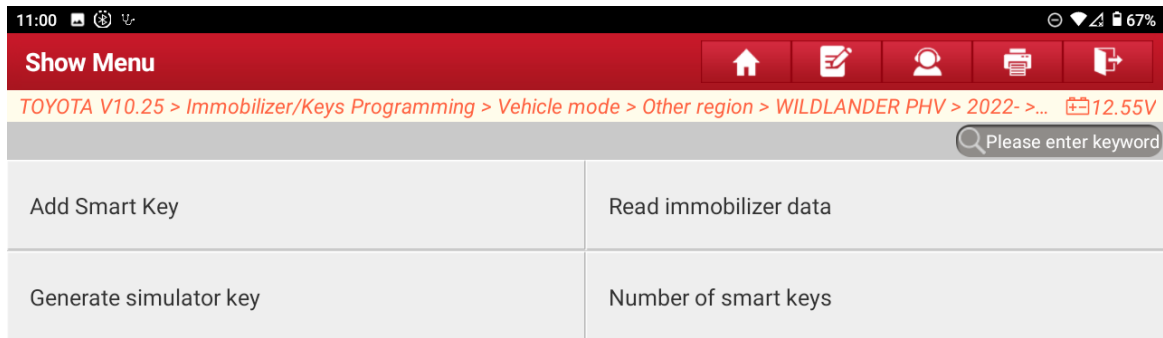 11:00 67%
Show Menu
TOYOTA V10.25 > Immobilizer/Keys Programming > Vehicle mode > Other region > WILDLANDER PHV > 2022- >... 12.55V
Please enter keyword
Add Smart Key Read immobilizer data
Generate simulator key Number of smart keys